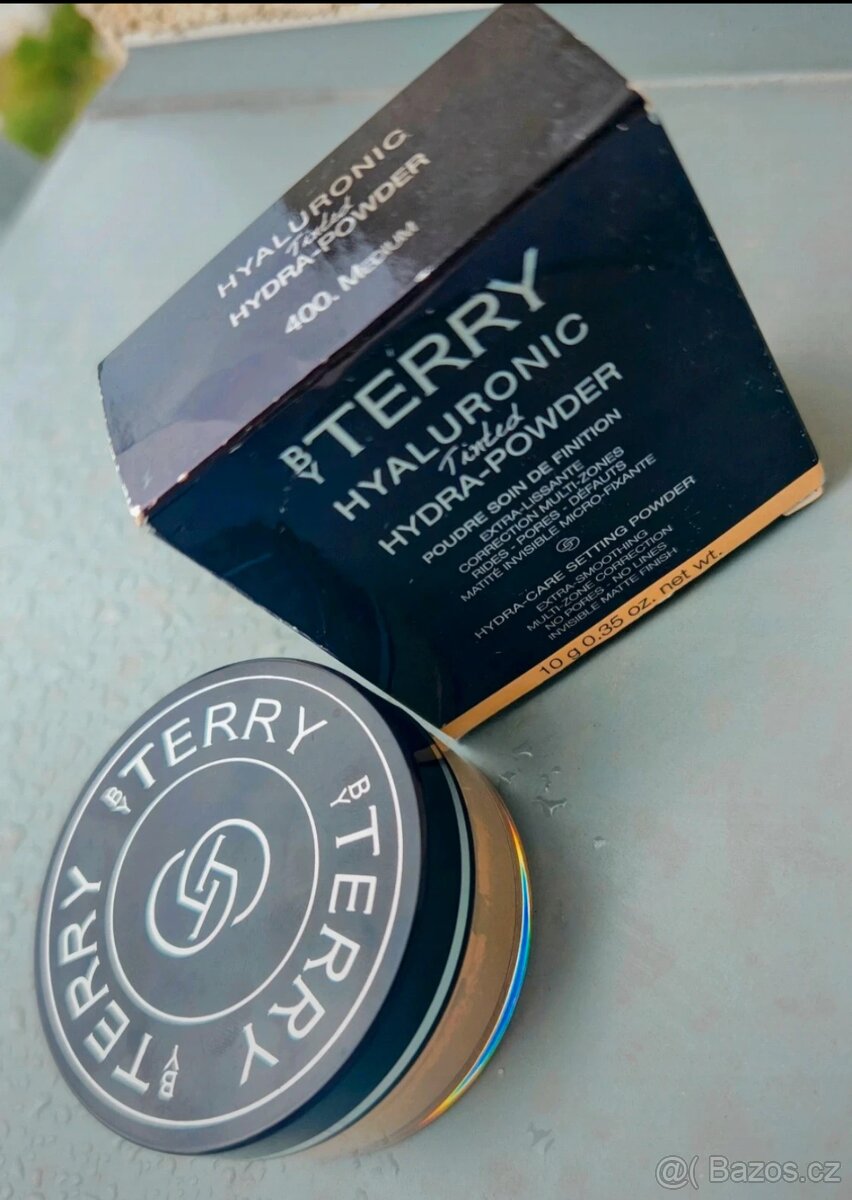 HYALURONIC
Tinted
HYDRA-POWDER
400. MEDIUM
BY TERRY
HYALURONIC
Tinted
HYDRA-POWDER
POUDRE SOIN DE FINITION
EXTRA-LISSANTE
CORRECTION MULTI-ZONES
RIDES - PORES - DÉFAUTS
MATITÉ INVISIBLE MICRO-FIXANTE
HYDRA-CARE SETTING POWDER
EXTRA-SMOOTHING
MULTI-ZONE CORRECTION
NO PORES - NO LINES
INVISIBLE MATTE FINISH
10 g 0.35 oz. net wt.
BY TERRY
BY TERRY
BY TERRY
@( Bazos.cz